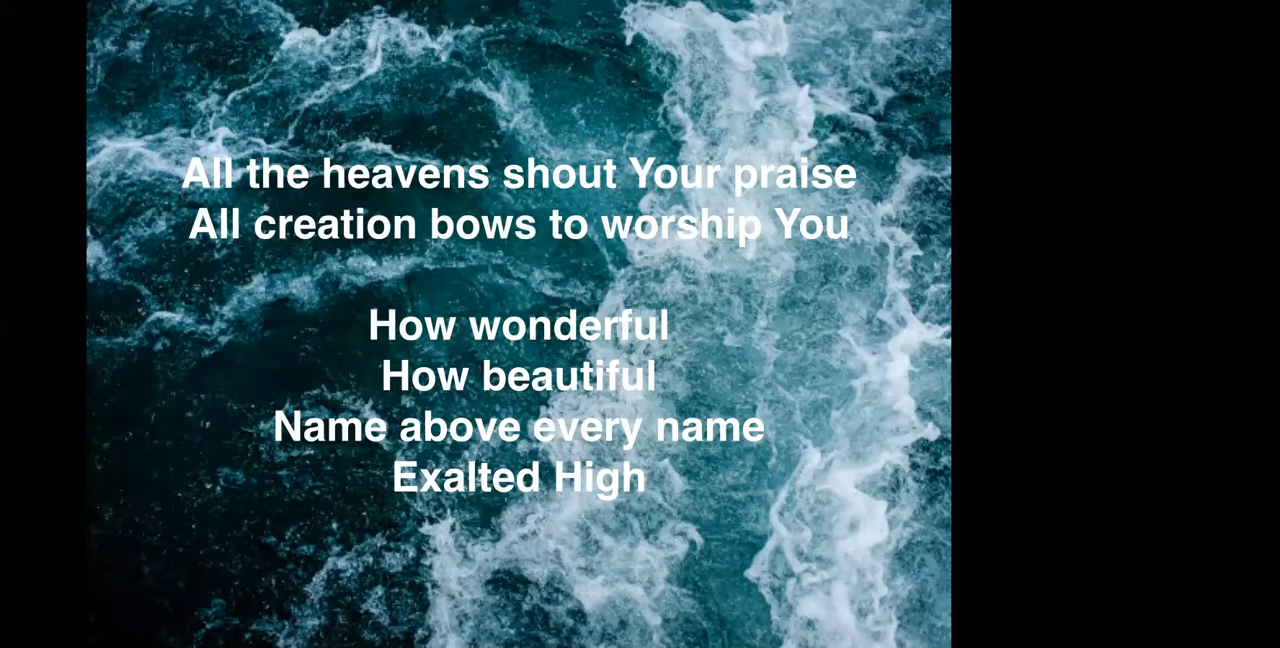 All the heavens shout Your praise
All creation bows to worship You
How wonderful
How beautiful
Name above every name
Exalted High